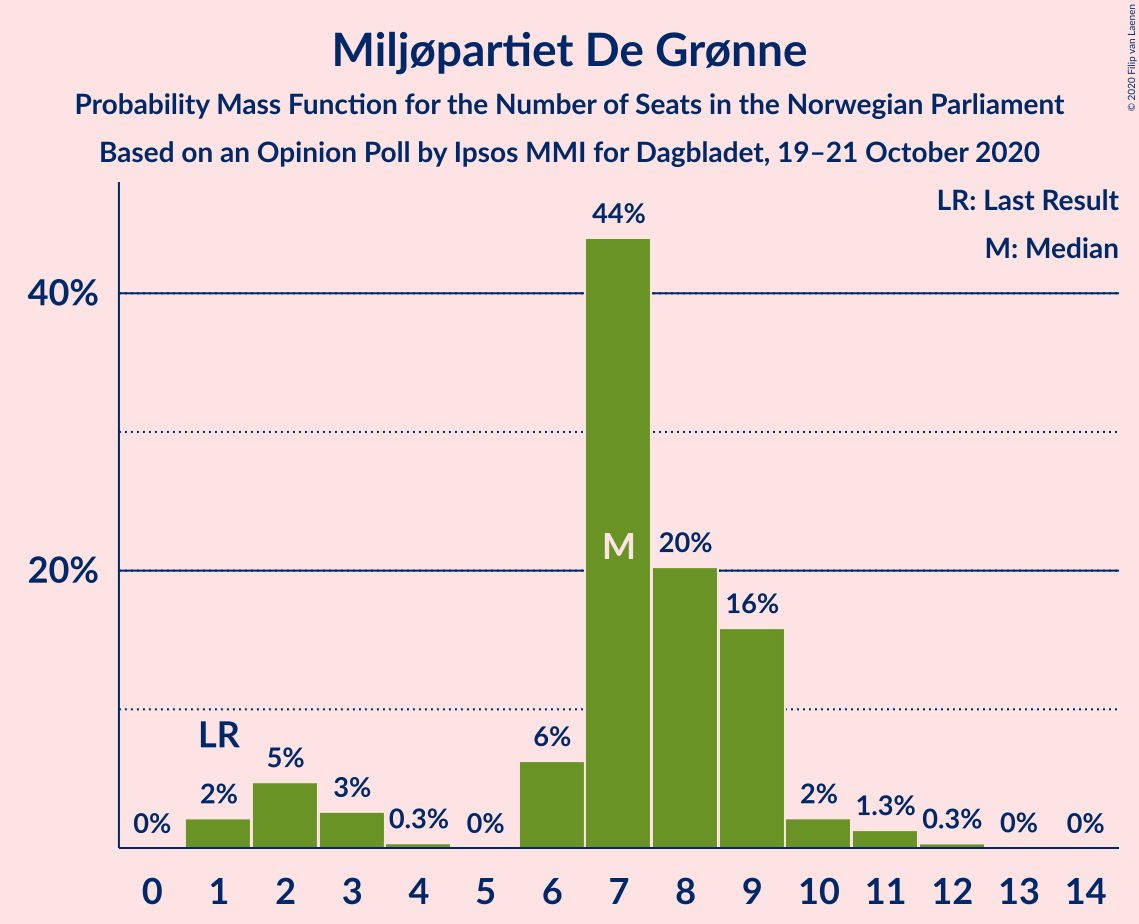 Miljøpartiet De Grønne
Probability Mass Function for the Number of Seats in the Norwegian Parliament
Based on an Opinion Poll by Ipsos MMI for Dagbladet, 19–21 October 2020
© 2020 Filip van Laenen
LR: Last Result
M: Median
44%
40%
M
20%
20%
16%
LR
6%
5%
2%
3%
0%
0.3%
0%
2%
1.3%
0.3%
0%
0%
0 1 2 3 4 5 6 7 8 9 10 11 12 13 14